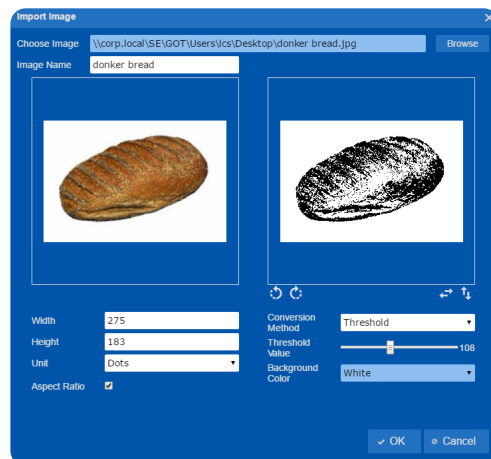 Import Image
Choose Image \\corp.local\SE\GOT\Users\lcs\Desktop\donker bread.jpg Browse
Image Name donker bread
Width 275
Height 183
Unit Dots
Aspect Ratio
Conversion Method Threshold
Threshold Value 108
Background Color White
OK Cancel